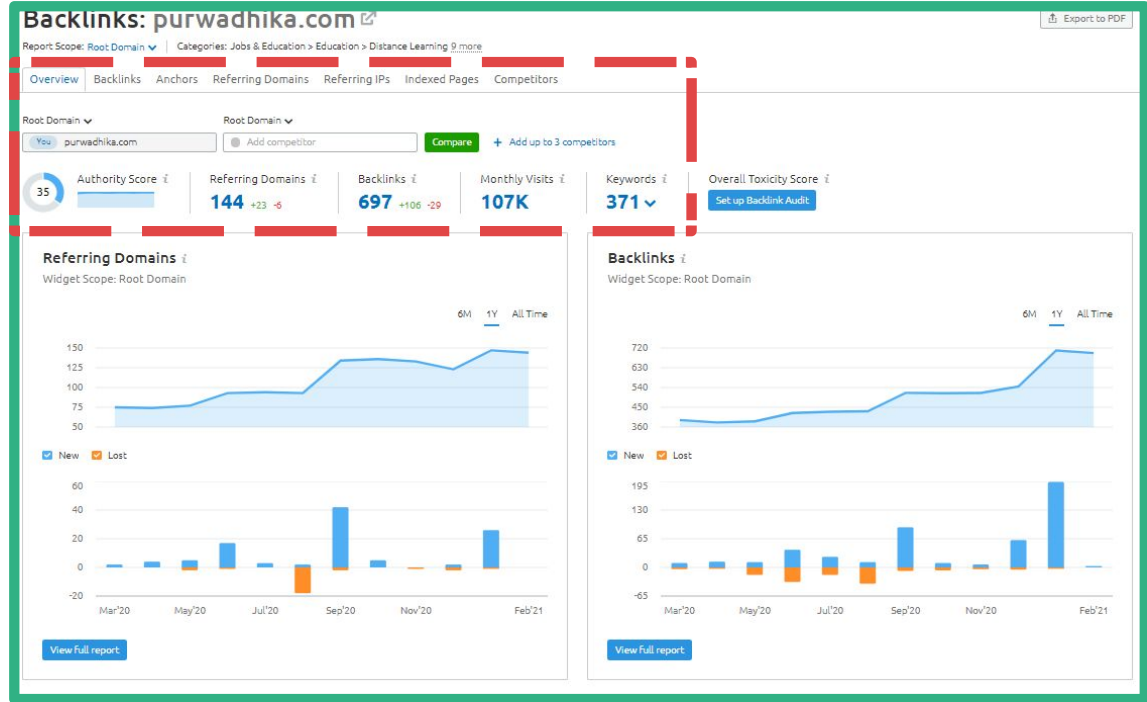 Backlinks: purwadhika.com
Export to PDF
Report Scope: Root Domain Categories: Jobs & Education > Education > Distance Learning 9 more
Overview Backlinks Anchors Referring Domains Referring IPs Indexed Pages Competitors
Root Domain Root Domain
You purwadhika.com Add competitor Compare + Add up to 3 competitors
35 Authority Score i Referring Domains i Backlinks i Monthly Visits i Keywords i Overall Toxicity Score i
144 +23 -6 697 +106 -29 107K 371 Set up Backlink Audit
Referring Domains i
Widget Scope: Root Domain
6M 1Y All Time
150
125
100
75
50
New Lost
60
40
20
0
-20
Mar'20 May'20 Jul'20 Sep'20 Nov'20 Feb'21
View full report
Backlinks i
Widget Scope: Root Domain
6M 1Y All Time
720
630
540
450
360
New Lost
195
130
65
0
-65
Mar'20 May'20 Jul'20 Sep'20 Nov'20 Feb'21
View full report